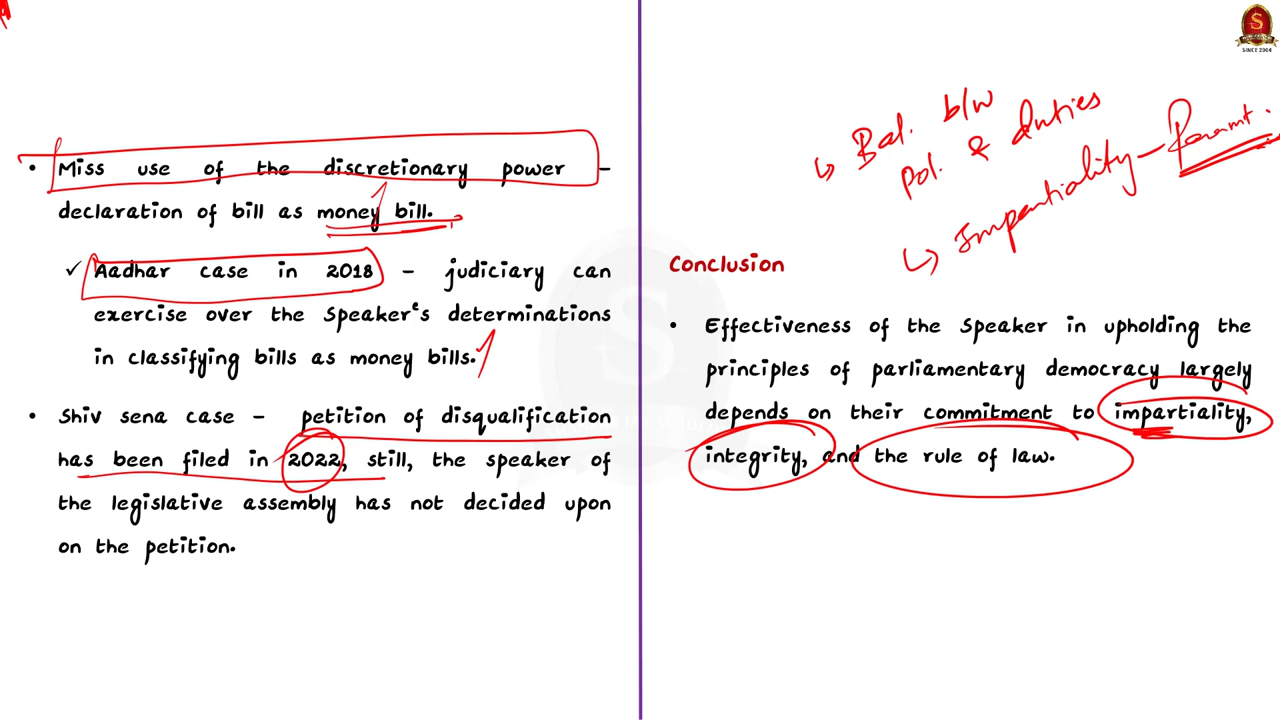 • Miss use of the discretionary power –
declaration of bill as money bill.
✓ Aadhar case in 2018 – judiciary can
exercise over the Speaker's determinations
in classifying bills as money bills.
• Shiv sena case – petition of disqualification
has been filed in 2022, still, the speaker of
the legislative assembly has not decided upon
on the petition.
S
SINCE 2004
Bal. b/w
Pol. & duties
Impartiality – Paramt.
Conclusion
• Effectiveness of the Speaker in upholding the
principles of parliamentary democracy largely
depends on their commitment to impartiality,
integrity, and the rule of law.